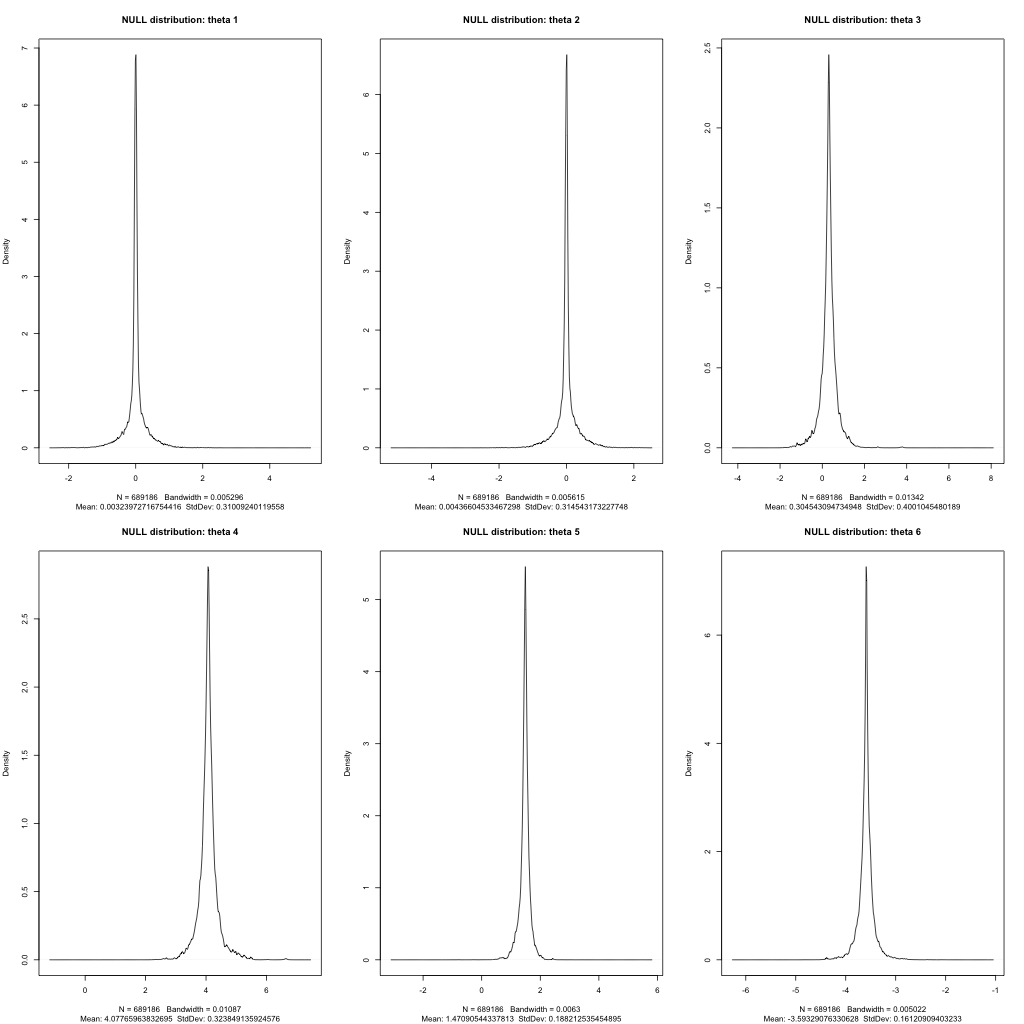 NULL distribution: theta 1
Density
7
6
5
4
3
2
1
0
-2 0 2 4
N = 689186 Bandwidth = 0.005296
Mean: 0.00323972716754416 StdDev: 0.31009240119558
NULL distribution: theta 2
Density
6
5
4
3
2
1
0
-4 -2 0 2
N = 689186 Bandwidth = 0.005615
Mean: 0.00436604533467298 StdDev: 0.314543173227748
NULL distribution: theta 3
Density
2.5
2.0
1.5
1.0
0.5
0.0
-4 -2 0 2 4 6 8
N = 689186 Bandwidth = 0.01342
Mean: 0.304543094734948 StdDev: 0.4001045480189
NULL distribution: theta 4
Density
2.5
2.0
1.5
1.0
0.5
0.0
0 2 4 6
N = 689186 Bandwidth = 0.01087
Mean: 4.07765963832695 StdDev: 0.323849135924576
NULL distribution: theta 5
Density
5
4
3
2
1
0
-2 0 2 4 6
N = 689186 Bandwidth = 0.0063
Mean: 1.47090544337813 StdDev: 0.188212535454895
NULL distribution: theta 6
Density
6
4
2
0
-6 -5 -4 -3 -2 -1
N = 689186 Bandwidth = 0.005022
Mean: -3.59329076330628 StdDev: 0.16120909403233